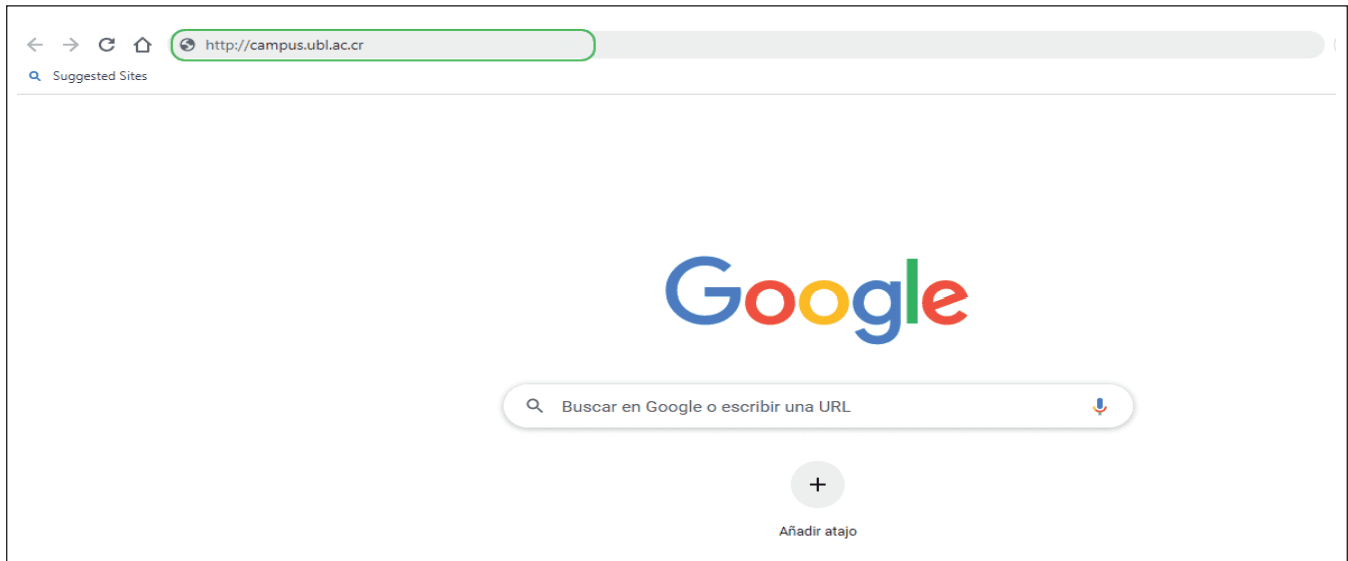 http://campus.ubl.ac.cr
Suggested Sites
Google
Buscar en Google o escribir una URL
Añadir atajo